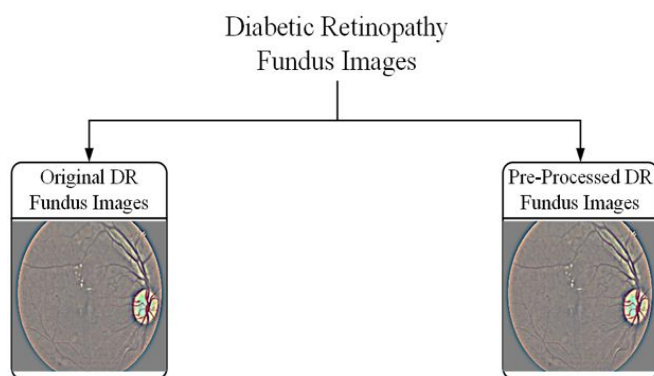 Diabetic Retinopathy
Fundus Images
Original DR
Fundus Images
Pre-Processed DR
Fundus Images